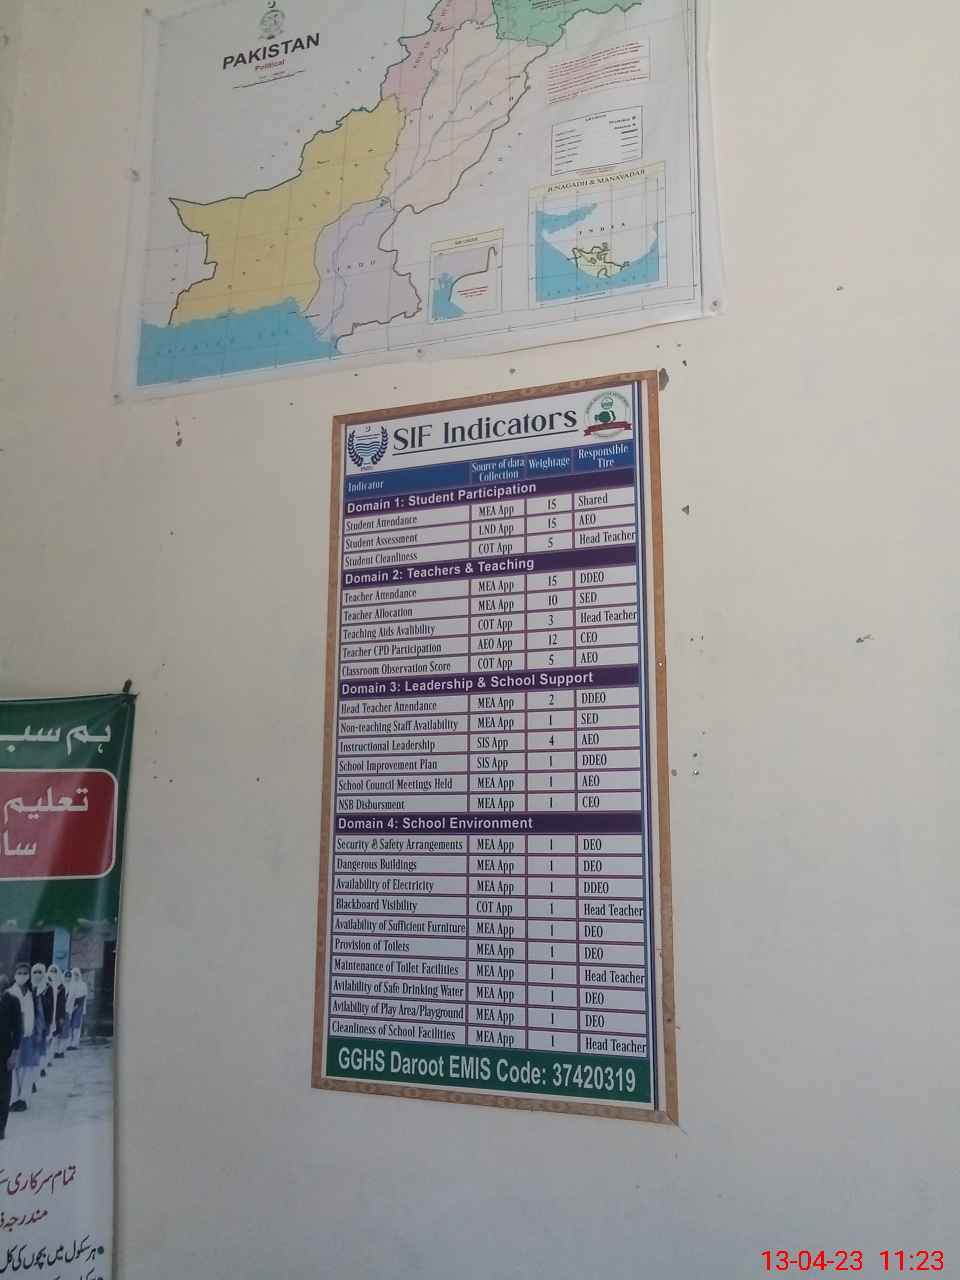 PAKISTAN
Political
SINDH
JUNAGADH & MANAVADAR
INDIA
SIF Indicators
Indicator Source of data Collection Weightage Responsible Tire
Domain 1: Student Participation
Student Attendance MEA App 15 Shared
Student Assessment LND App 15 AEO
Student Cleanliness COT App 5 Head Teacher
Domain 2: Teachers & Teaching
Teacher Attendance MEA App 15 DDEO
Teacher Allocation MEA App 10 SED
Teaching Aids Avalibility COT App 3 Head Teacher
Teacher CPD Participation AEO App 12 CEO
Classroom Observation Score COT App 5 AEO
Domain 3: Leadership & School Support
Head Teacher Attendance MEA App 2 DDEO
Non-teaching Staff Availability MEA App 1 SED
Instructional Leadership SIS App 4 AEO
School Improvement Plan SIS App 1 DDEO
School Council Meetings Held MEA App 1 AEO
NSB Disbursment MEA App 1 CEO
Domain 4: School Environment
Security & Safety Arrangements MEA App 1 DEO
Dangerous Buildings MEA App 1 DEO
Availability of Electricity MEA App 1 DDEO
Blackboard Visibility COT App 1 Head Teacher
Availability of Sufficient Furniture MEA App 1 DEO
Provision of Toilets MEA App 1 DEO
Maintenance of Toilet Facilities MEA App 1 Head Teacher
Avilability of Safe Drinking Water MEA App 1 DEO
Avilability of Play Area/Playground MEA App 1 DEO
Cleanliness of School Facilities MEA App 1 Head Teacher
GGHS Daroot EMIS Code: 37420319
ہم سب
تعلیم
تمام سرکاری
ہر سکول میں بچوں کی کل
13-04-23 11:23